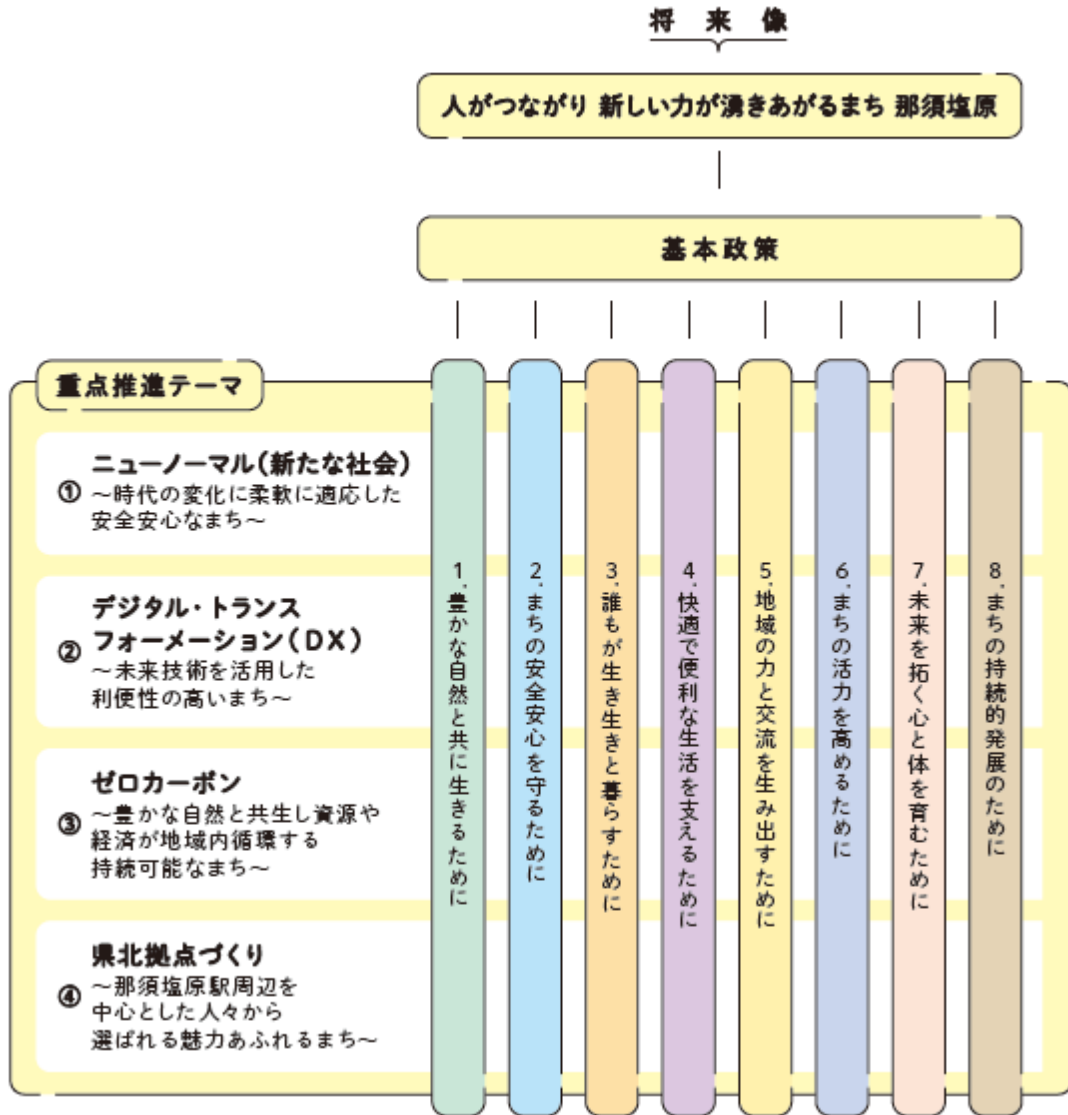 将来像
人がつながり 新しい力が湧きあがるまち 那須塩原
基本政策
重点推進テーマ
① ニューノーマル(新たな社会)
～時代の変化に柔軟に適応した
安全安心なまち～
② デジタル・トランス
フォーメーション(DX)
～未来技術を活用した
利便性の高いまち～
③ ゼロカーボン
～豊かな自然と共生し資源や
経済が地域内循環する
持続可能なまち～
④ 県北拠点づくり
～那須塩原駅周辺を
中心とした人々から
選ばれる魅力あふれるまち～
1.豊かな自然と共に生きるために
2.まちの安全安心を守るために
3.誰もが生き生きと暮らすために
4.快適で便利な生活を支えるために
5.地域の力と交流を生み出すために
6.まちの活力を高めるために
7.未来を拓く心と体を育むために
8.まちの持続的発展のために